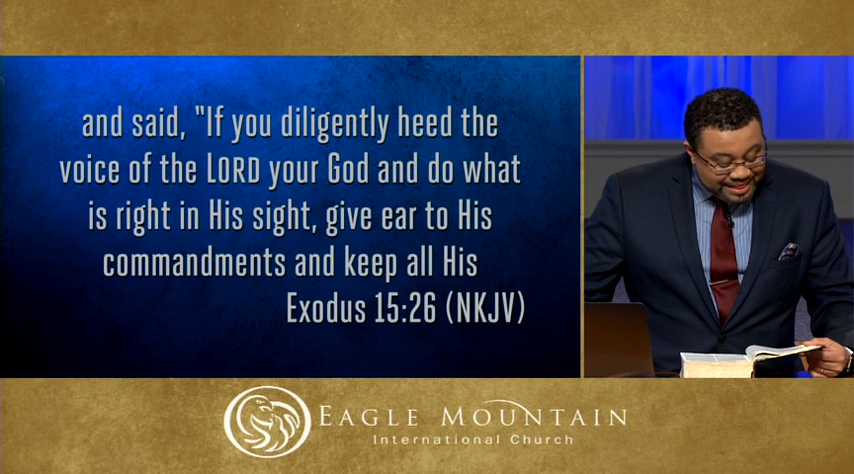 and said, "If you diligently heed the
voice of the LORD your God and do what
is right in His sight, give ear to His
commandments and keep all His
Exodus 15:26 (NKJV)
EAGLE MOUNTAIN
International Church